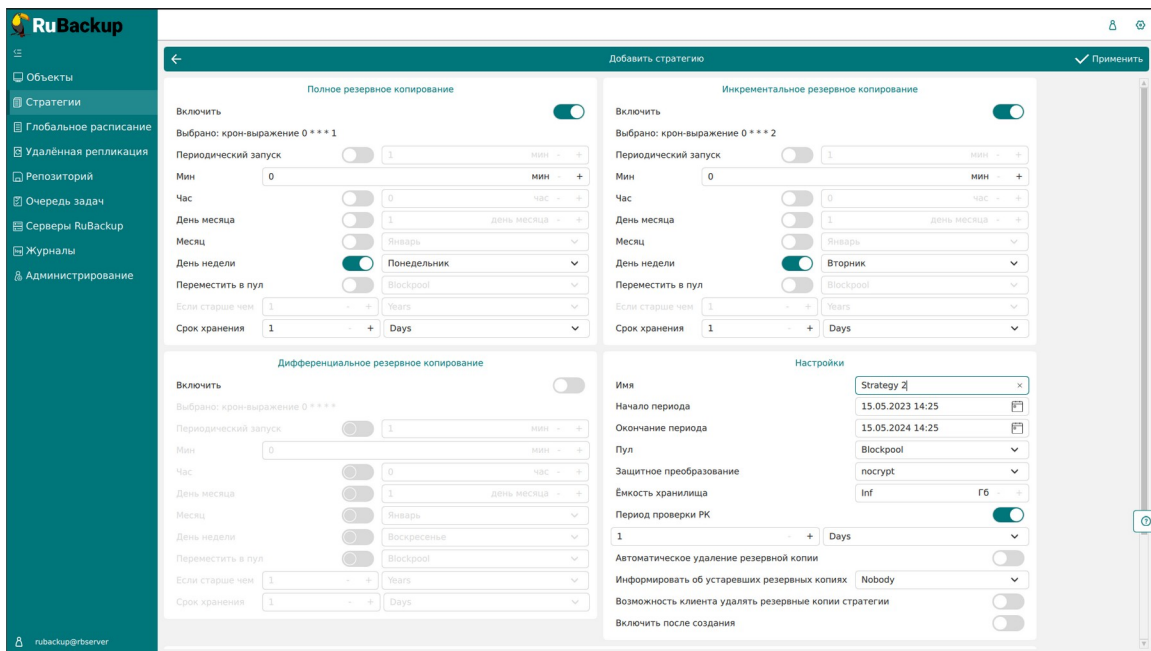 RuBackup
Объекты
Стратегии
Глобальное расписание
Удалённая репликация
Репозиторий
Очередь задач
Серверы RuBackup
Журналы
Администрирование
rubackup@rbserver
Добавить стратегию
Применить
Полное резервное копирование
Включить
Выбрано: крон-выражение 0 * * * 1
Периодический запуск 1 мин - +
Мин 0 мин - +
Час 0 час - +
День месяца 1 день месяца - +
Месяц Январь
День недели Понедельник
Переместить в пул Blockpool
Если старше чем 1 - + Years
Срок хранения 1 - + Days
Инкрементальное резервное копирование
Включить
Выбрано: крон-выражение 0 * * * 2
Периодический запуск 1 мин - +
Мин 0 мин - +
Час 0 час - +
День месяца 1 день месяца - +
Месяц Январь
День недели Вторник
Переместить в пул Blockpool
Если старше чем 1 - + Years
Срок хранения 1 - + Days
Дифференциальное резервное копирование
Включить
Выбрано: крон-выражение 0 * * * *
Периодический запуск 1 мин - +
Мин 0 мин - +
Час 0 час - +
День месяца 1 день месяца - +
Месяц Январь
День недели Воскресенье
Переместить в пул Blockpool
Если старше чем 1 - + Years
Срок хранения 1 - + Days
Настройки
Имя Strategy 2 ×
Начало периода 15.05.2023 14:25
Окончание периода 15.05.2024 14:25
Пул Blockpool
Защитное преобразование nocrypt
Ёмкость хранилища Inf Гб - +
Период проверки РК
1 - + Days
Автоматическое удаление резервной копии
Информировать об устаревших резервных копиях Nobody
Возможность клиента удалять резервные копии стратегии
Включить после создания